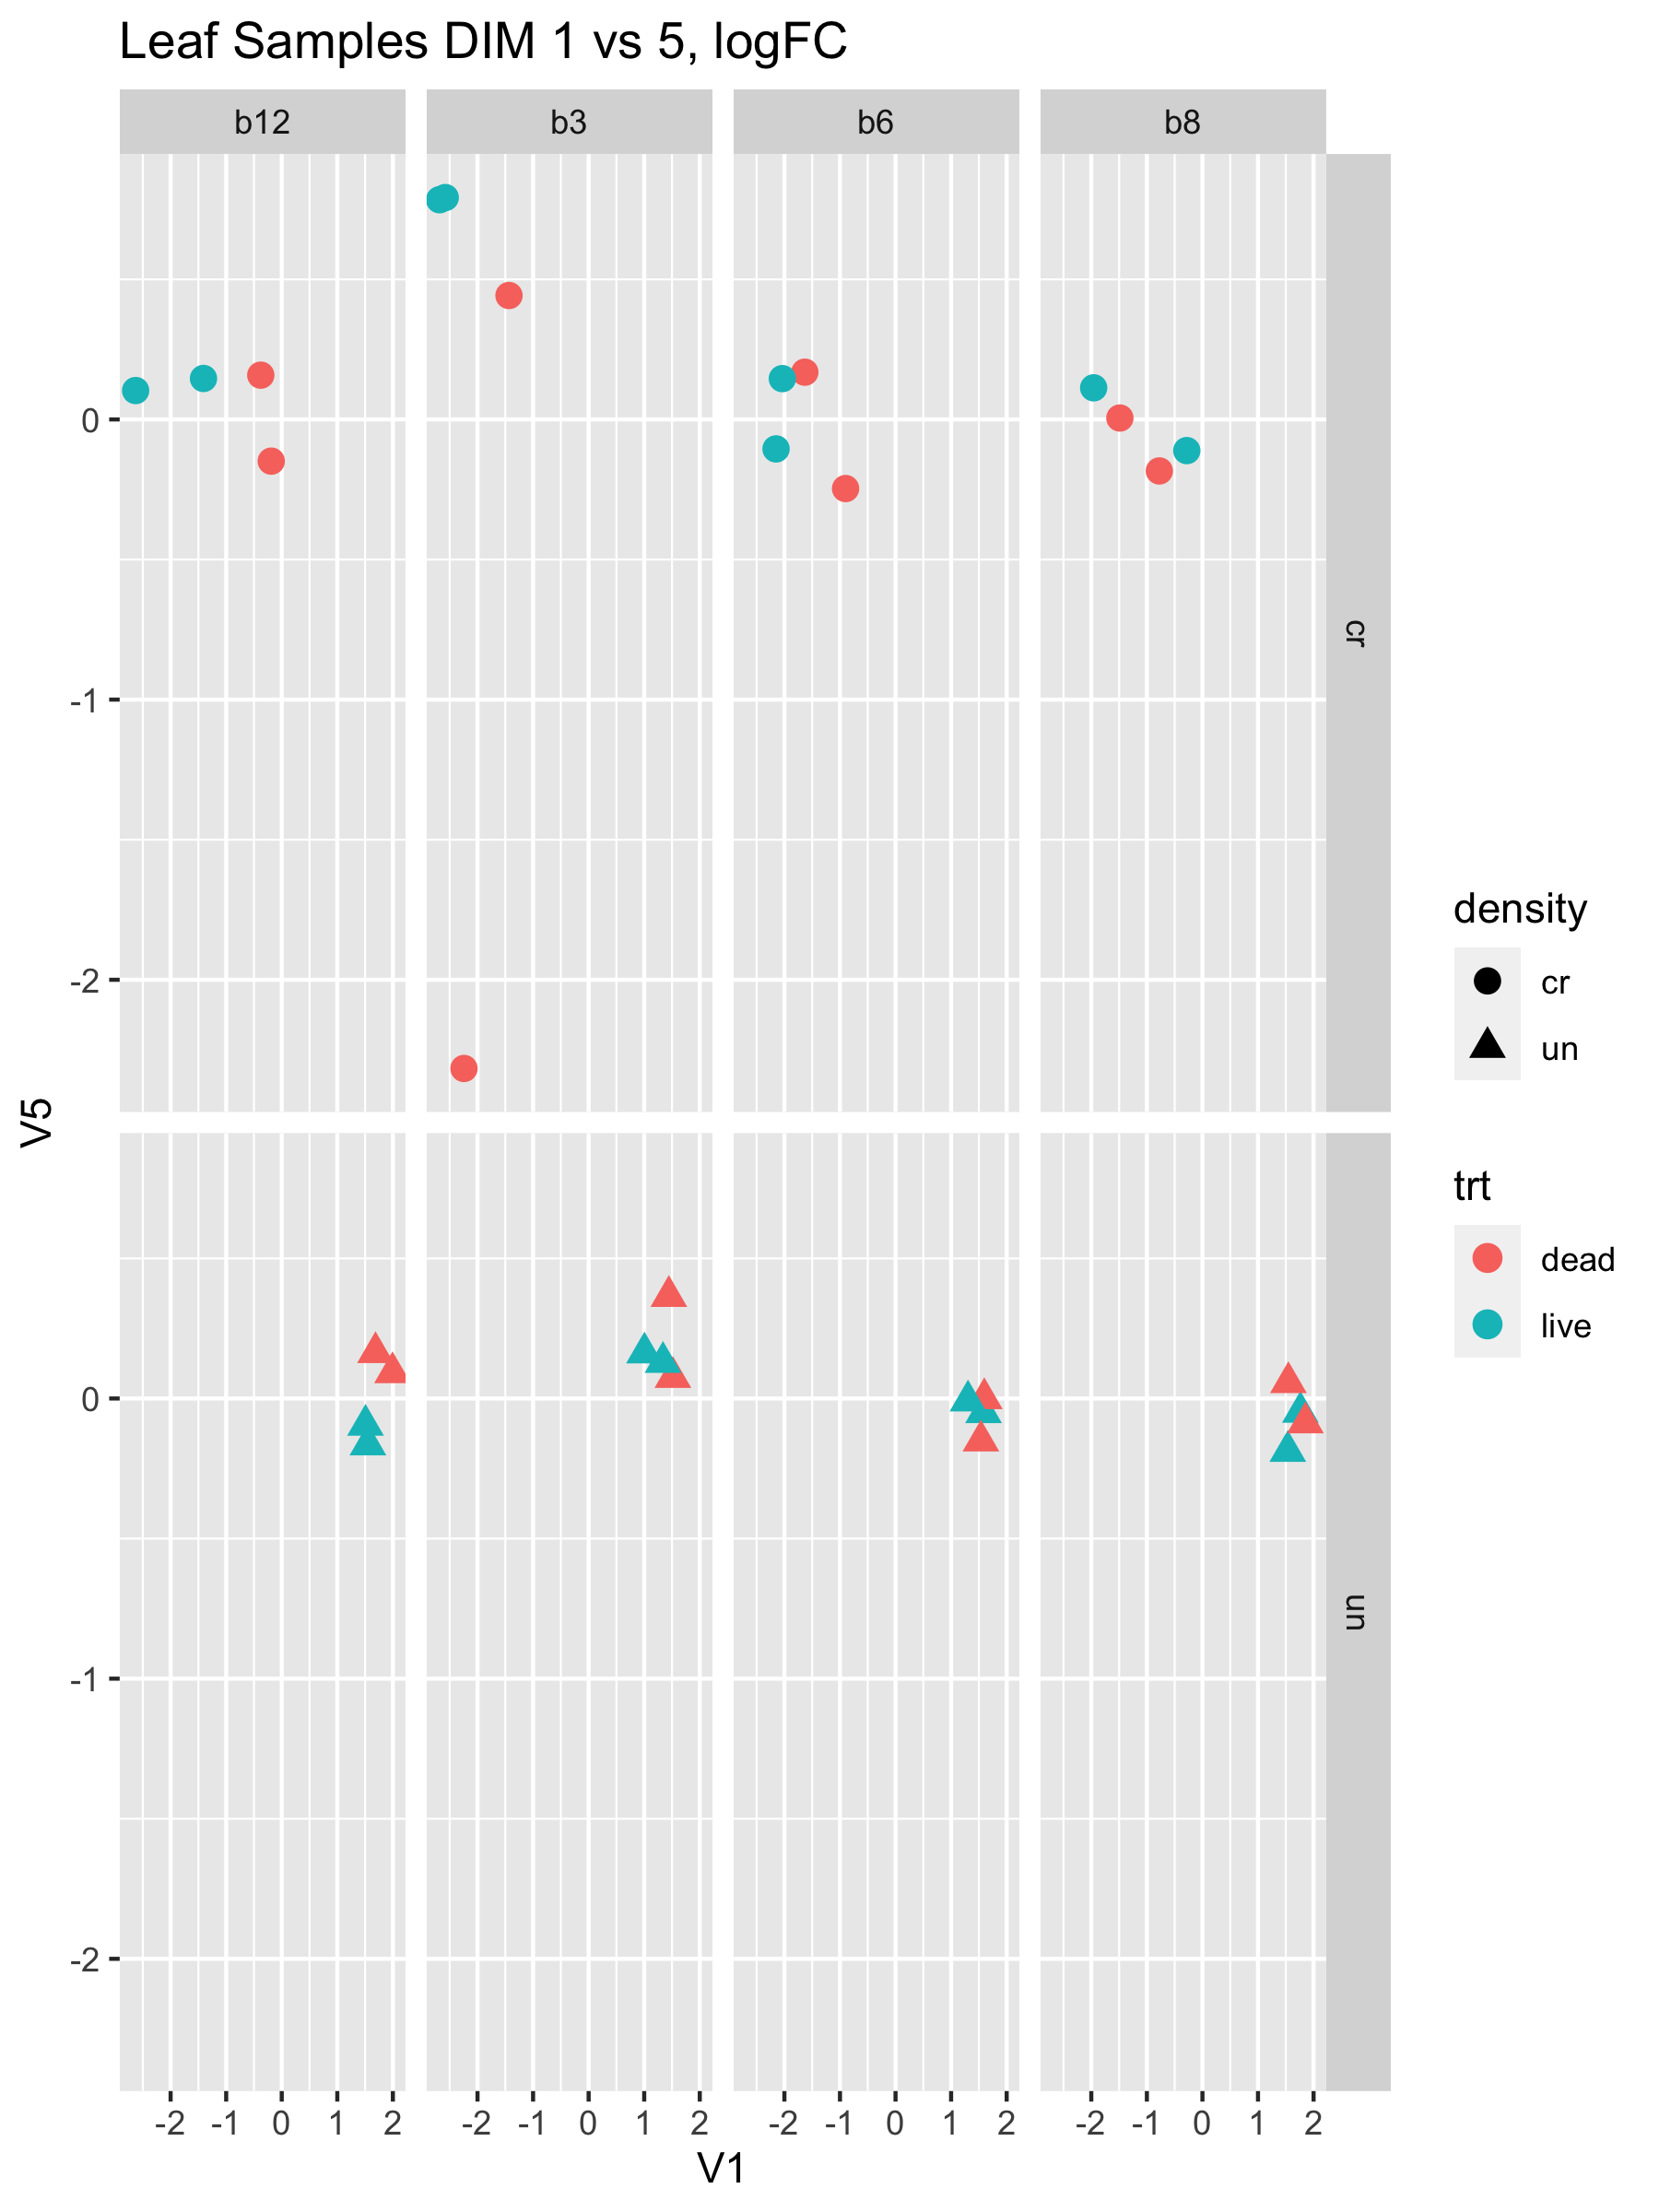 Leaf Samples DIM 1 vs 5, logFC
b12 b3 b6 b8
0
-1
-2
cr
0
-1
-2
un
V5
-2 -1 0 1 2 -2 -1 0 1 2 -2 -1 0 1 2 -2 -1 0 1 2
V1
density
cr
un
trt
dead
live